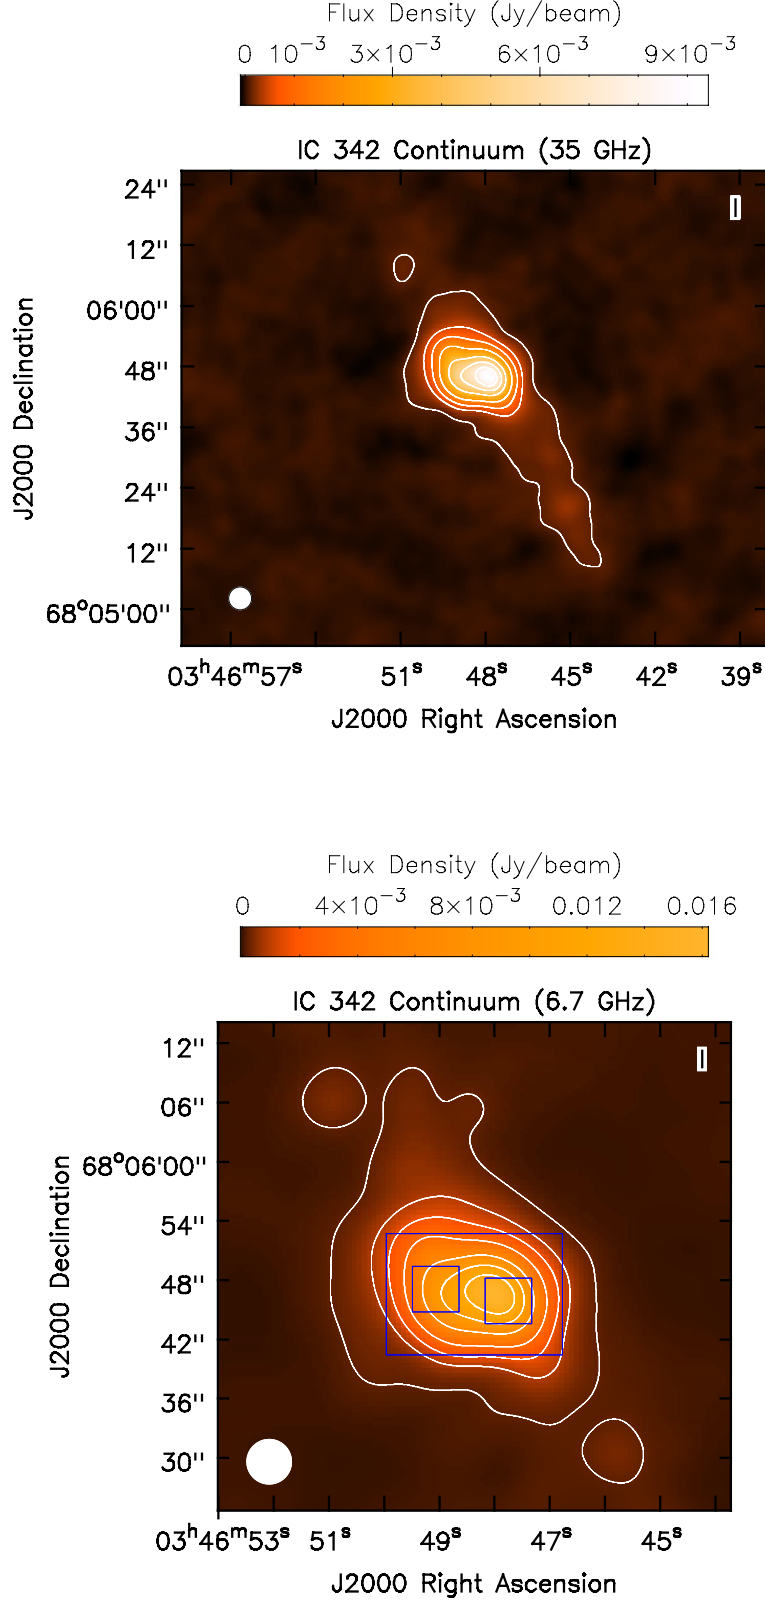 Flux Density (Jy/beam)
0 10⁻³ 3×10⁻³ 6×10⁻³ 9×10⁻³
IC 342 Continuum (35 GHz)
24''
I
12''
06'00''
48''
36''
24''
12''
68°05'00''
J2000 Declination
03ʰ46ᵐ57ˢ 51ˢ 48ˢ 45ˢ 42ˢ 39ˢ
J2000 Right Ascension
Flux Density (Jy/beam)
0 4×10⁻³ 8×10⁻³ 0.012 0.016
IC 342 Continuum (6.7 GHz)
12''
I
06''
68°06'00''
54''
48''
42''
36''
30''
J2000 Declination
03ʰ46ᵐ53ˢ 51ˢ 49ˢ 47ˢ 45ˢ
J2000 Right Ascension